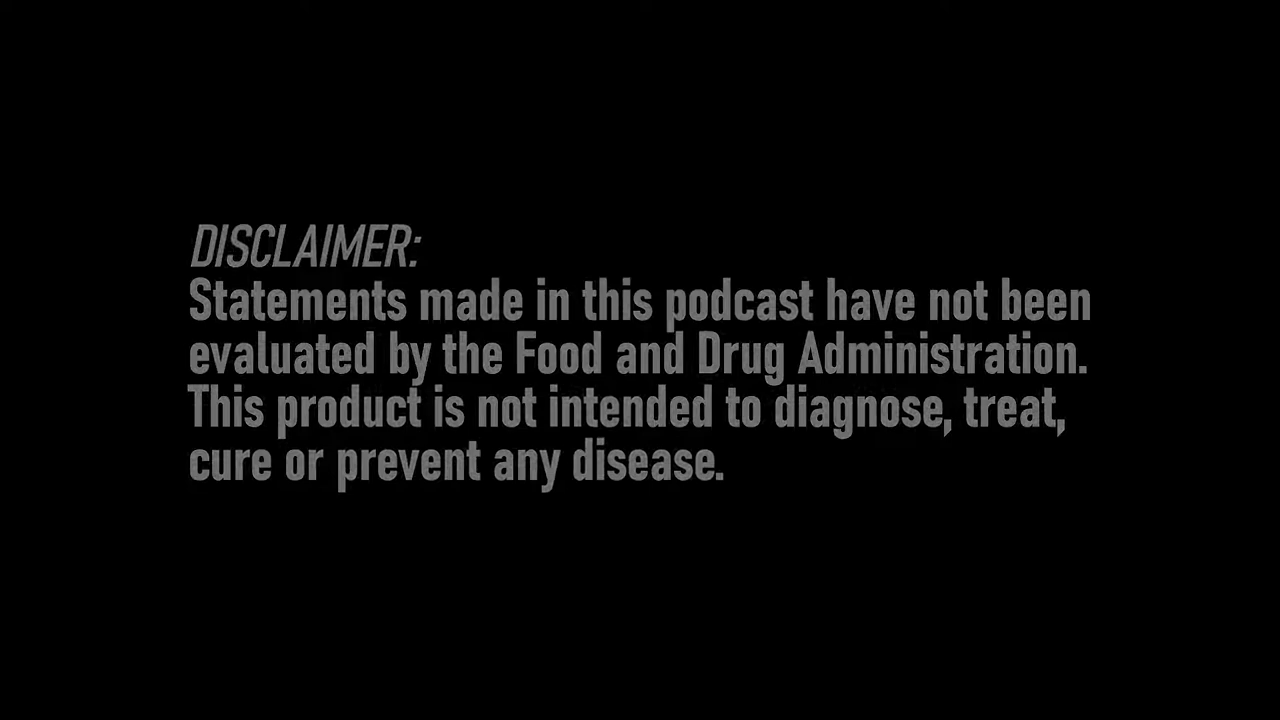 DISCLAIMER:
Statements made in this podcast have not been
evaluated by the Food and Drug Administration.
This product is not intended to diagnose, treat,
cure or prevent any disease.